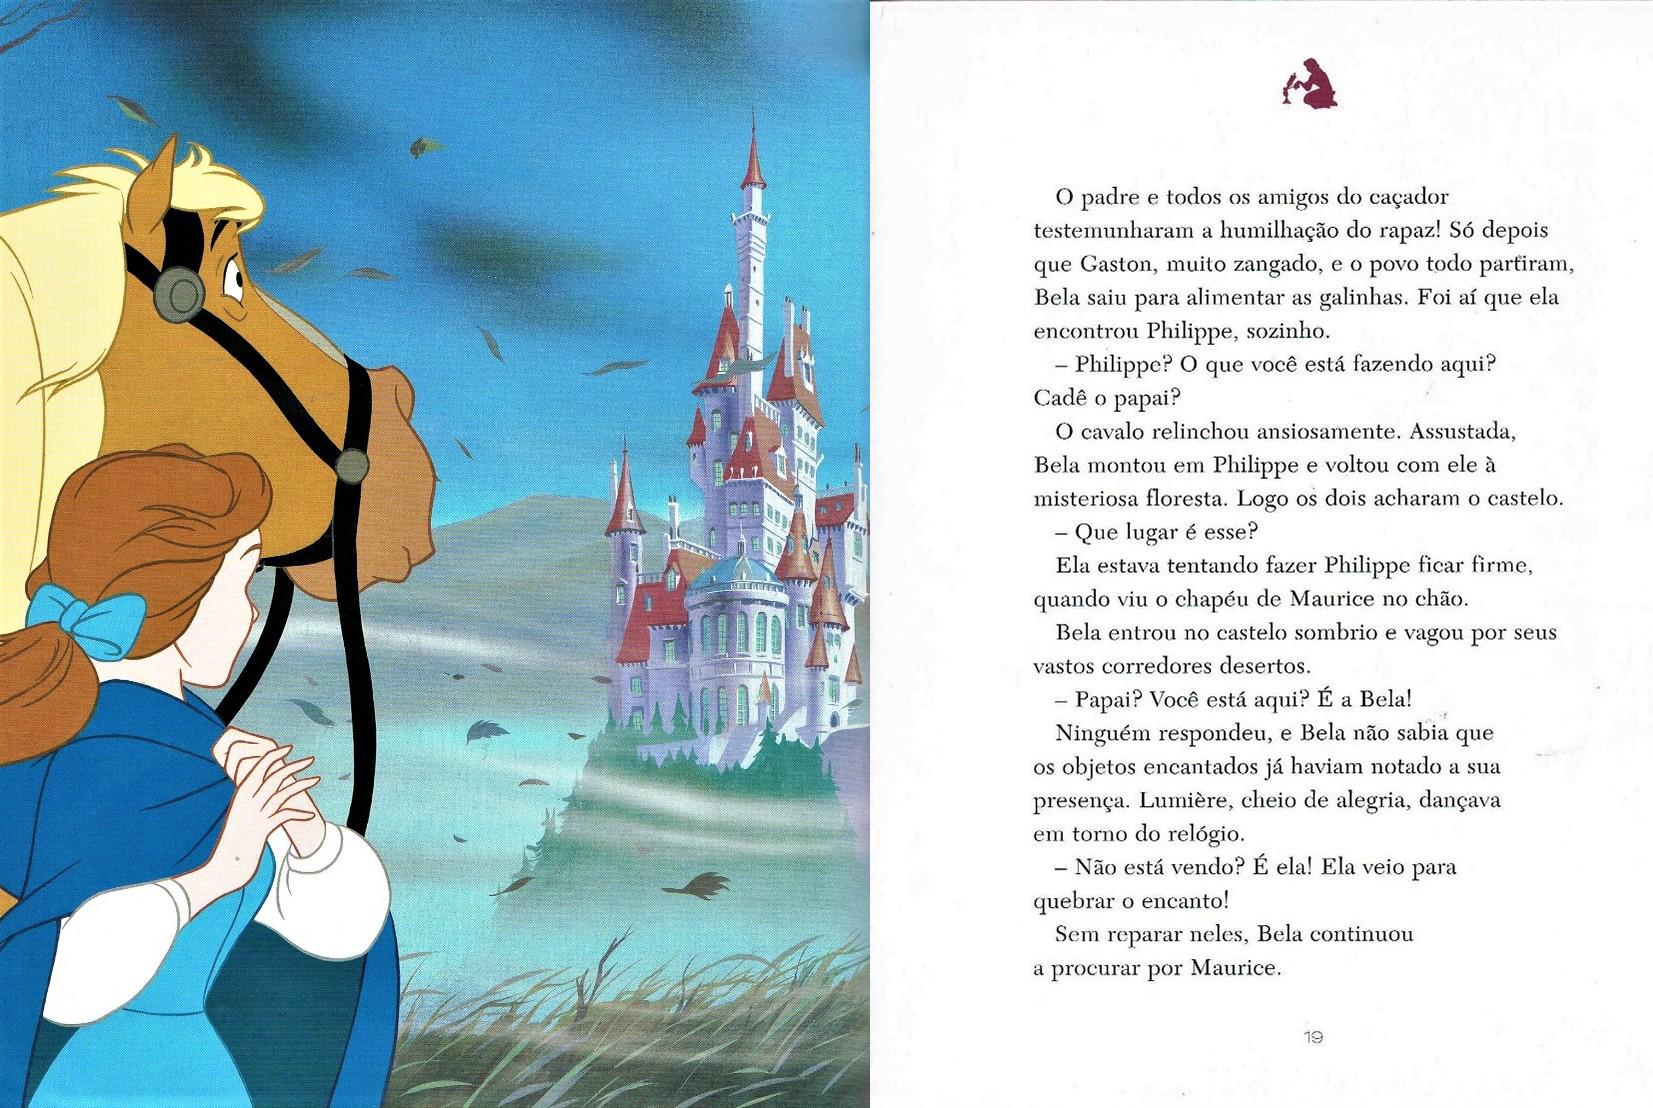 O padre e todos os amigos do caçador
testemunharam a humilhação do rapaz! Só depois
que Gaston, muito zangado, e o povo todo partiram,
Bela saiu para alimentar as galinhas. Foi aí que ela
encontrou Philippe, sozinho.
– Philippe? O que você está fazendo aqui?
Cadê o papai?
O cavalo relinchou ansiosamente. Assustada,
Bela montou em Philippe e voltou com ele à
misteriosa floresta. Logo os dois acharam o castelo.
– Que lugar é esse?
Ela estava tentando fazer Philippe ficar firme,
quando viu o chapéu de Maurice no chão.
Bela entrou no castelo sombrio e vagou por seus
vastos corredores desertos.
– Papai? Você está aqui? É a Bela!
Ninguém respondeu, e Bela não sabia que
os objetos encantados já haviam notado a sua
presença. Lumière, cheio de alegria, dançava
em torno do relógio.
– Não está vendo? É ela! Ela veio para
quebrar o encanto!
Sem reparar neles, Bela continuou
a procurar por Maurice.
19